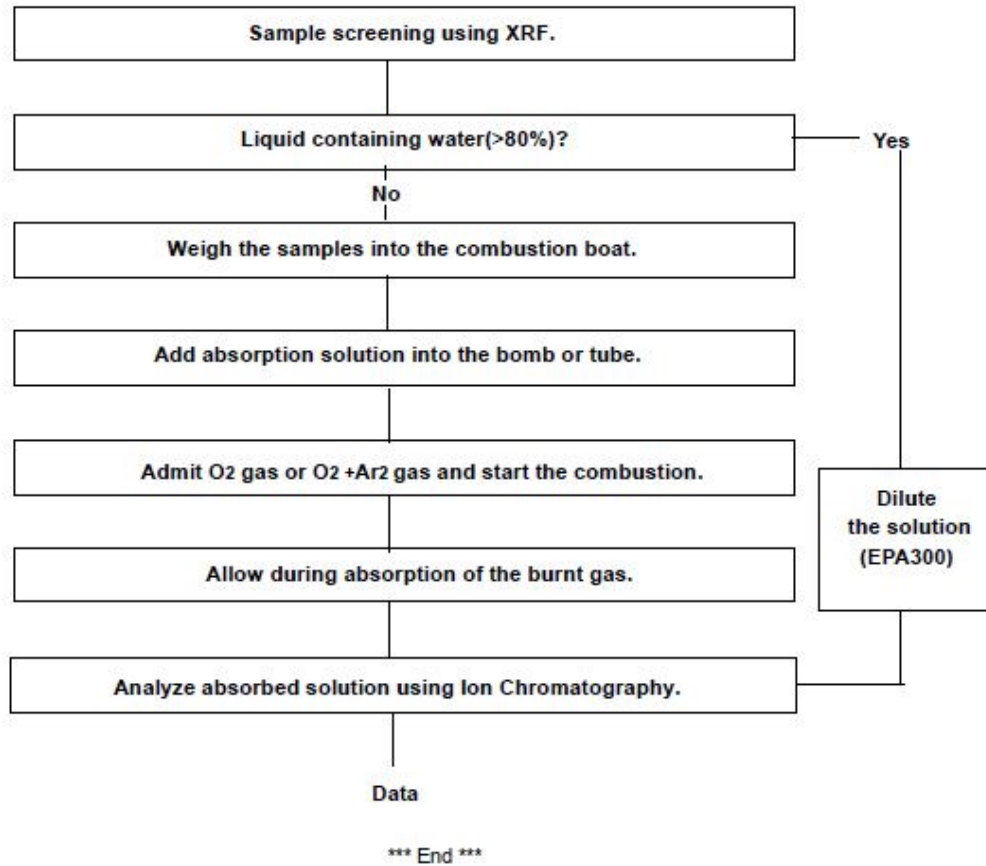 Sample screening using XRF.
Liquid containing water(>80%)?
Yes
No
Weigh the samples into the combustion boat.
Add absorption solution into the bomb or tube.
Admit O2 gas or O2 +Ar2 gas and start the combustion.
Dilute
the solution
(EPA300)
Allow during absorption of the burnt gas.
Analyze absorbed solution using Ion Chromatography.
Data
*** End ***